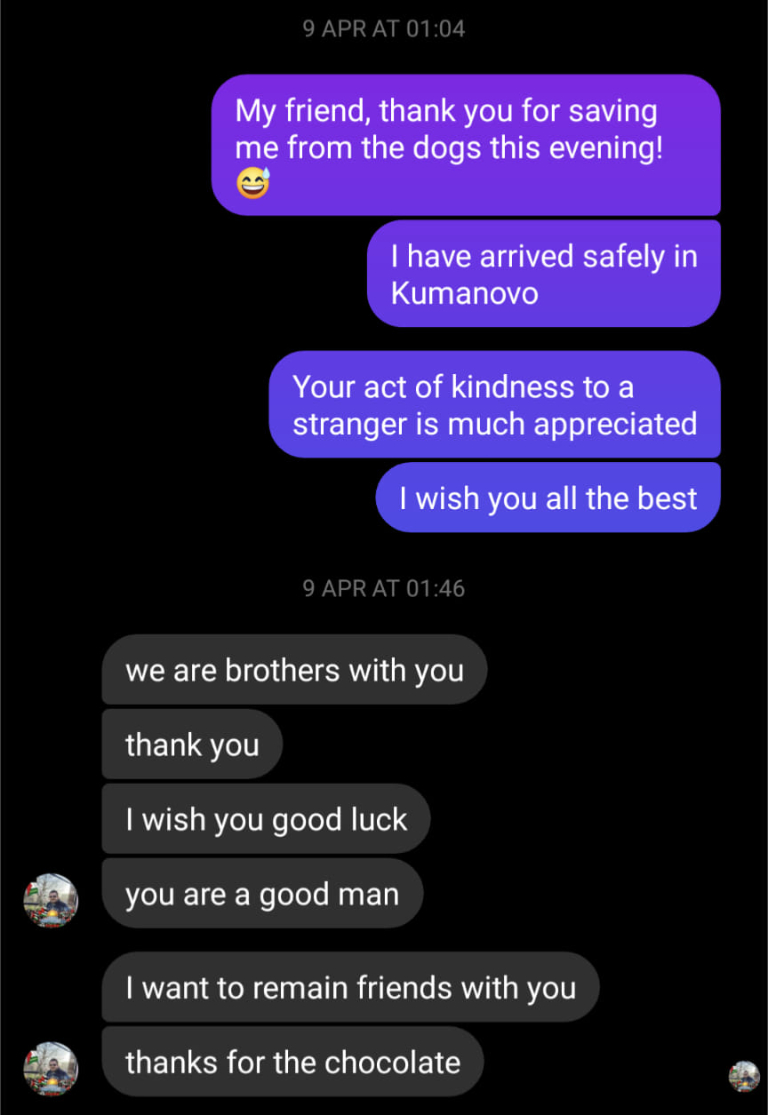 9 APR AT 01:04
My friend, thank you for saving
me from the dogs this evening!
😅
I have arrived safely in
Kumanovo
Your act of kindness to a
stranger is much appreciated
I wish you all the best
9 APR AT 01:46
we are brothers with you
thank you
I wish you good luck
you are a good man
I want to remain friends with you
thanks for the chocolate